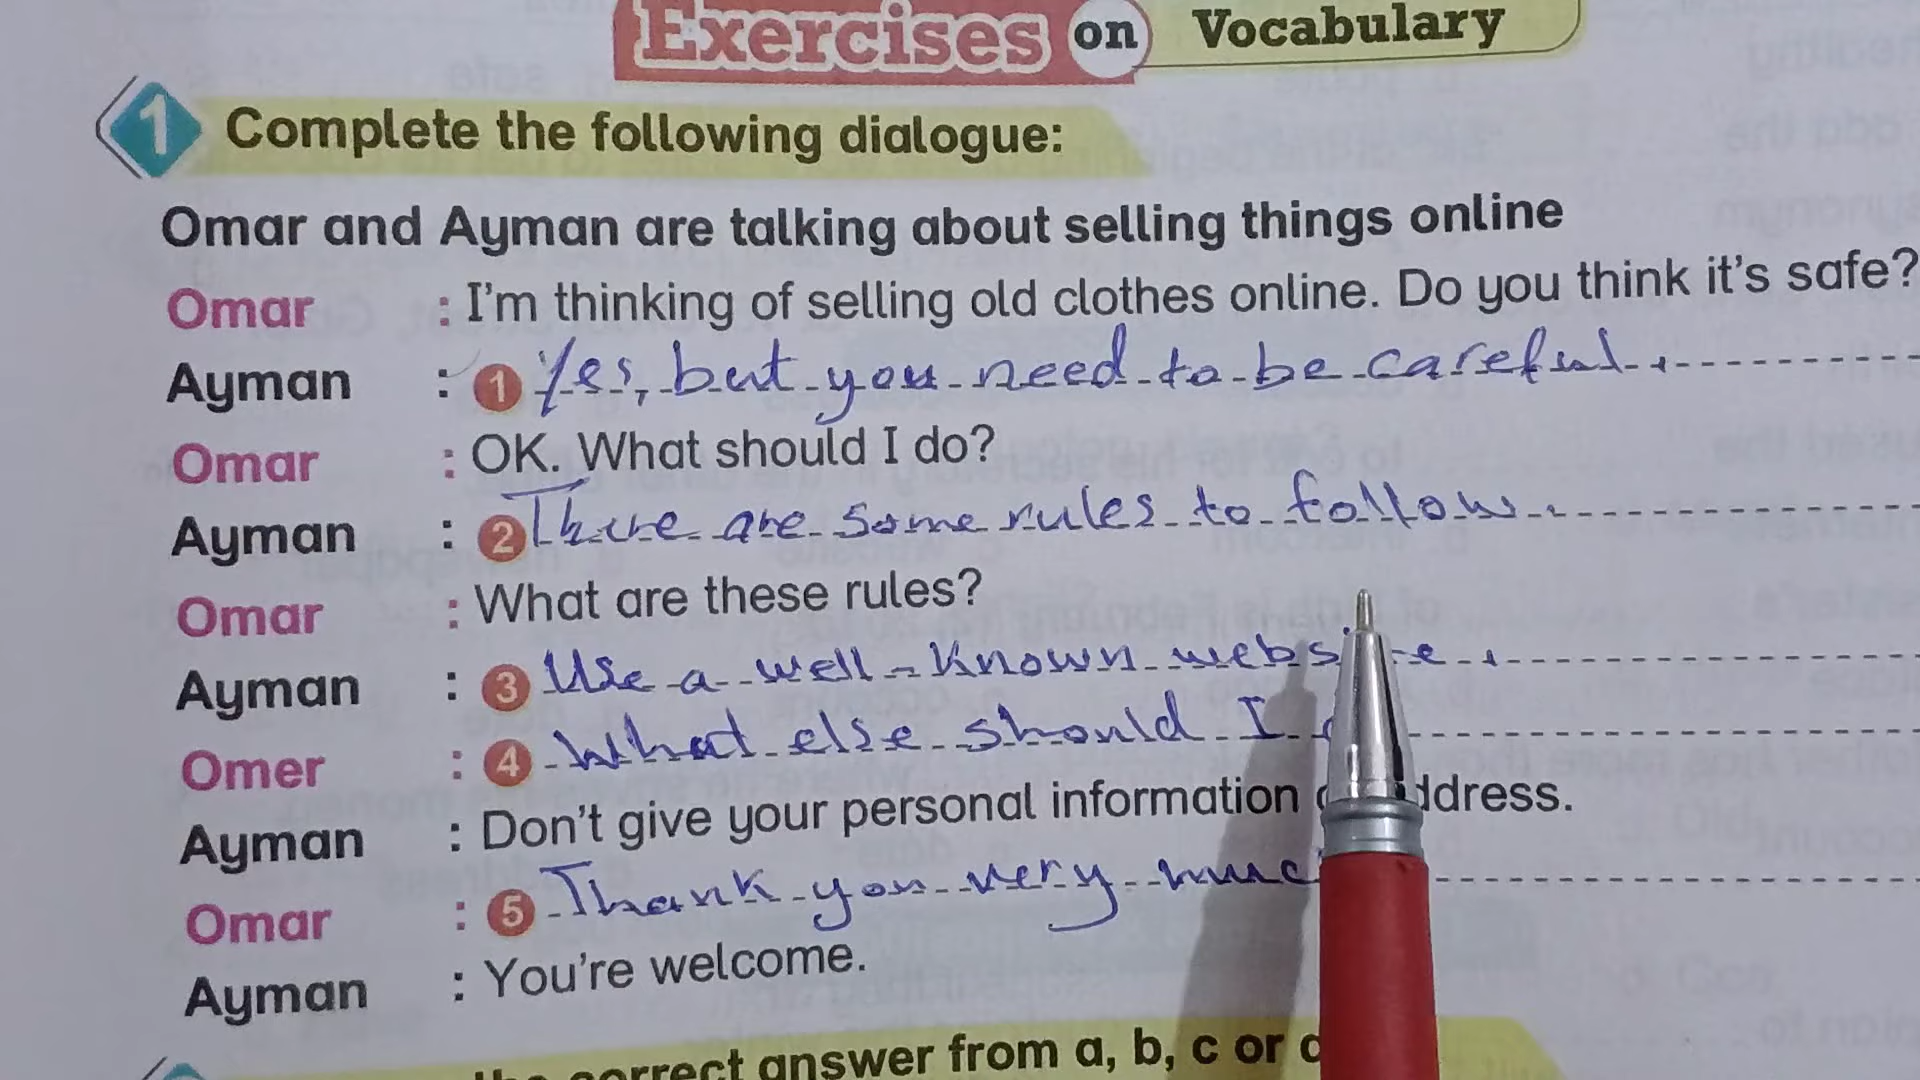 Exercises on Vocabulary
1 Complete the following dialogue:
Omar and Ayman are talking about selling things online
Omar : I'm thinking of selling old clothes online. Do you think it's safe?
Ayman : 1 Yes, but you need to be careful.
Omar : OK. What should I do?
Ayman : 2 There are some rules to follow.
Omar : What are these rules?
Ayman : 3 Use a well-known website.
Omer : 4 What else should I
Ayman : Don't give your personal information address.
Omar : 5 Thank you very much
Ayman : You're welcome.
the correct answer from a, b, c or d